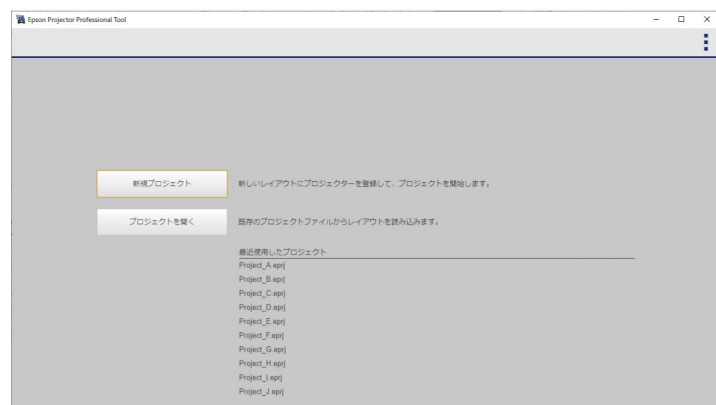 Epson Projector Professional Tool
新規プロジェクト 新しいレイアウトにプロジェクターを登録して、プロジェクトを開始します。
プロジェクトを開く 既存のプロジェクトファイルからレイアウトを読み込みます。
最近使用したプロジェクト
Project_A.eprj
Project_B.eprj
Project_C.eprj
Project_D.eprj
Project_E.eprj
Project_F.eprj
Project_G.eprj
Project_H.eprj
Project_I.eprj
Project_J.eprj